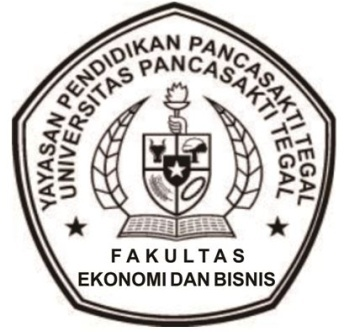 YAYASAN PENDIDIKAN PANCASAKTI TEGAL
UNIVERSITAS PANCASAKTI TEGAL
FAKULTAS
EKONOMI DAN BISNIS